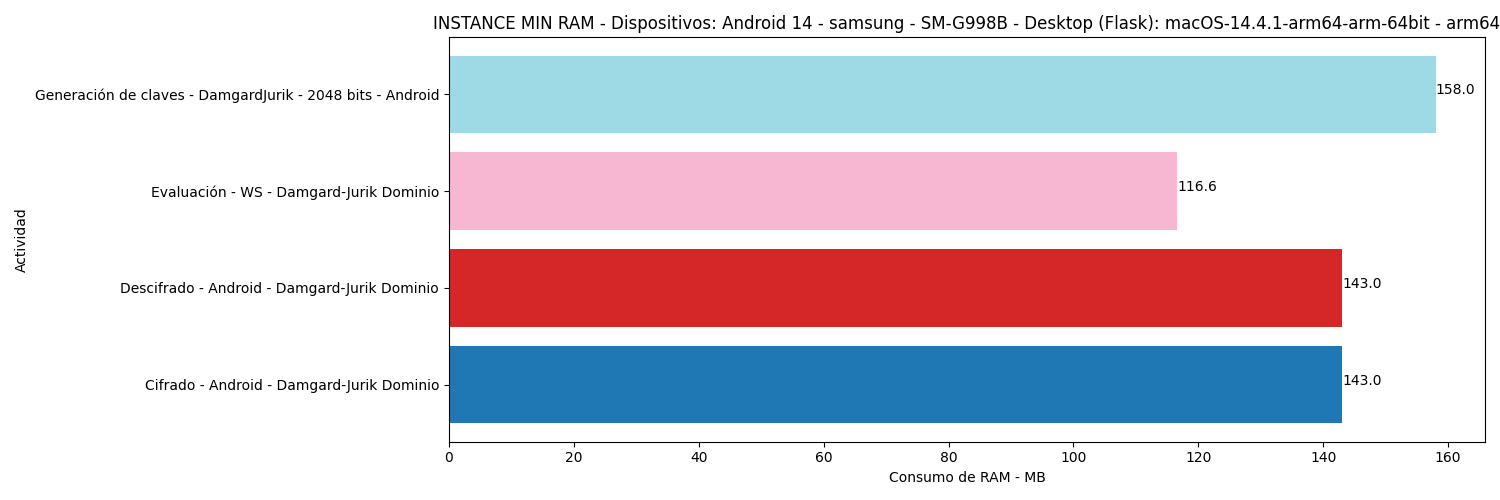 INSTANCE MIN RAM - Dispositivos: Android 14 - samsung - SM-G998B - Desktop (Flask): macOS-14.4.1-arm64-arm-64bit - arm64
Actividad
Generación de claves - DamgardJurik - 2048 bits - Android
158.0
Evaluación - WS - Damgard-Jurik Dominio
116.6
Descifrado - Android - Damgard-Jurik Dominio
143.0
Cifrado - Android - Damgard-Jurik Dominio
143.0
0 20 40 60 80 100 120 140 160
Consumo de RAM - MB